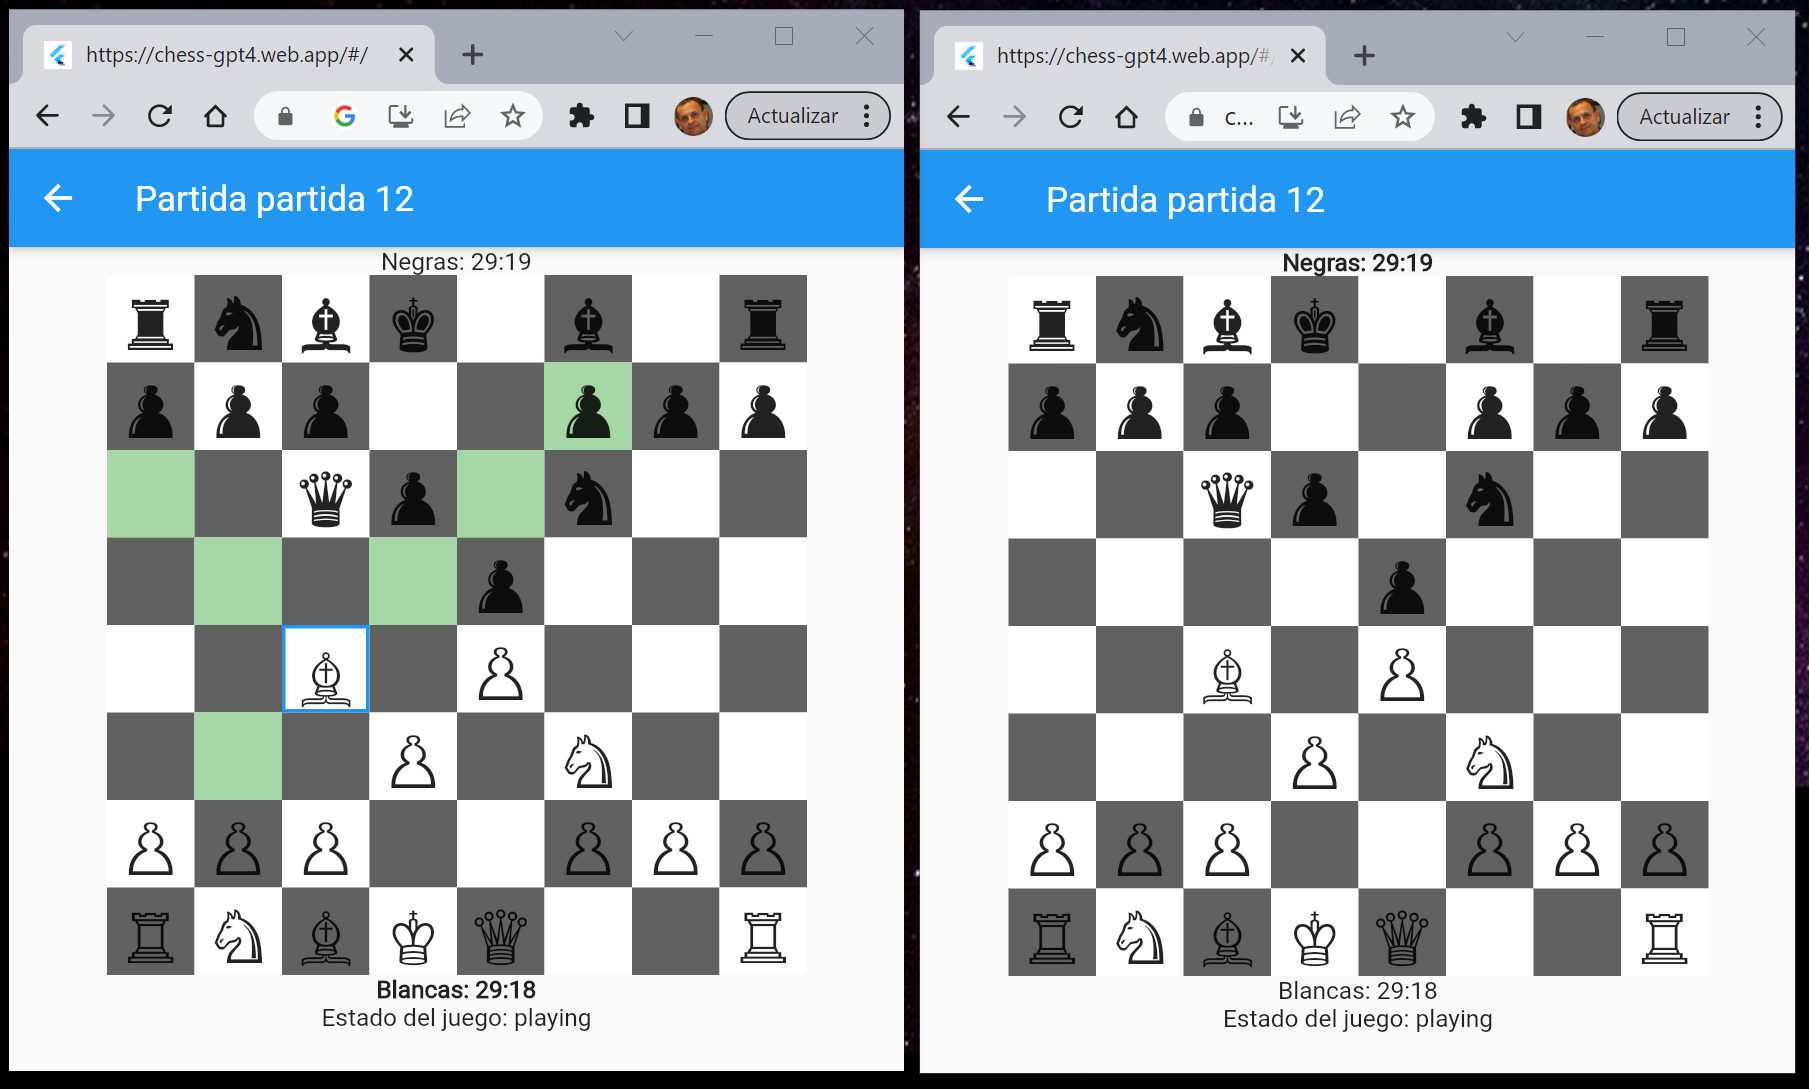 https://chess-gpt4.web.app/#/
Actualizar
Partida partida 12
Negras: 29:19
Blancas: 29:18
Estado del juego: playing
https://chess-gpt4.web.app/#/
c...
Actualizar
Partida partida 12
Negras: 29:19
Blancas: 29:18
Estado del juego: playing